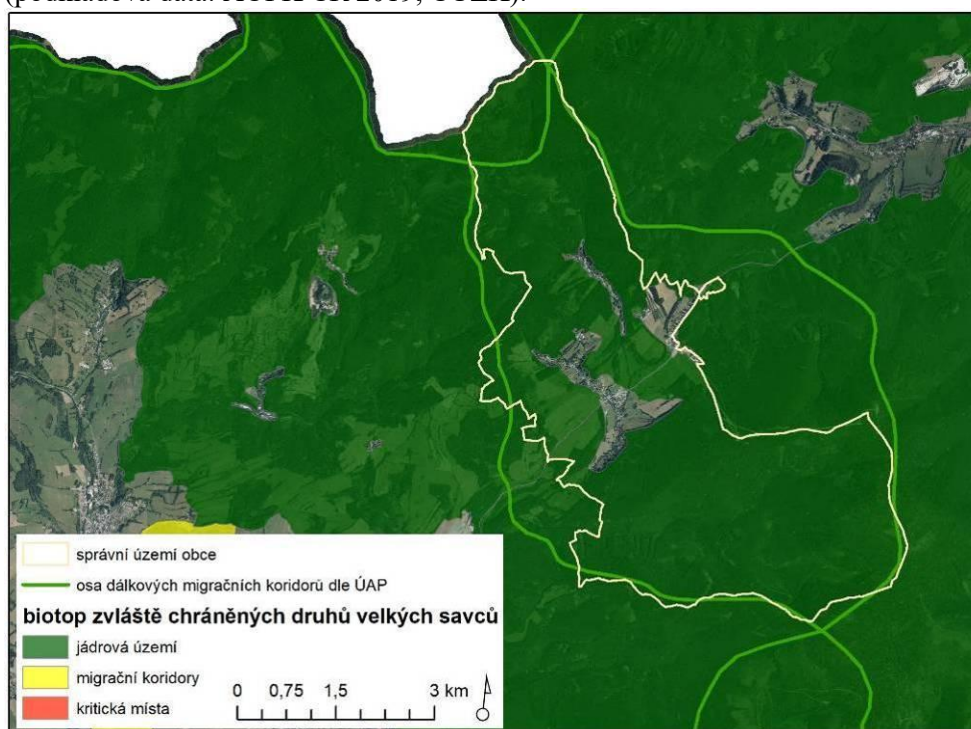 správní území obce
osa dálkových migračních koridorů dle ÚAP
biotop zvláště chráněných druhů velkých savců
jádrová území
migrační koridory
kritická místa
0 0,75 1,5 3 km